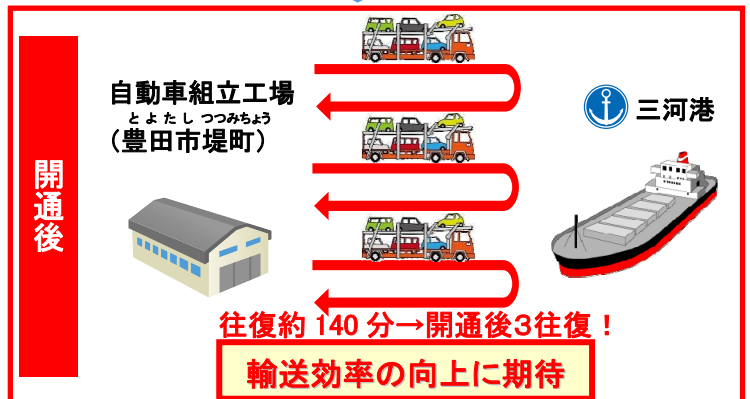 開通後
自動車組立工場
とよたし つつみちょう
（豊田市堤町）
三河港
往復約 140 分→開通後3往復！
輸送効率の向上に期待